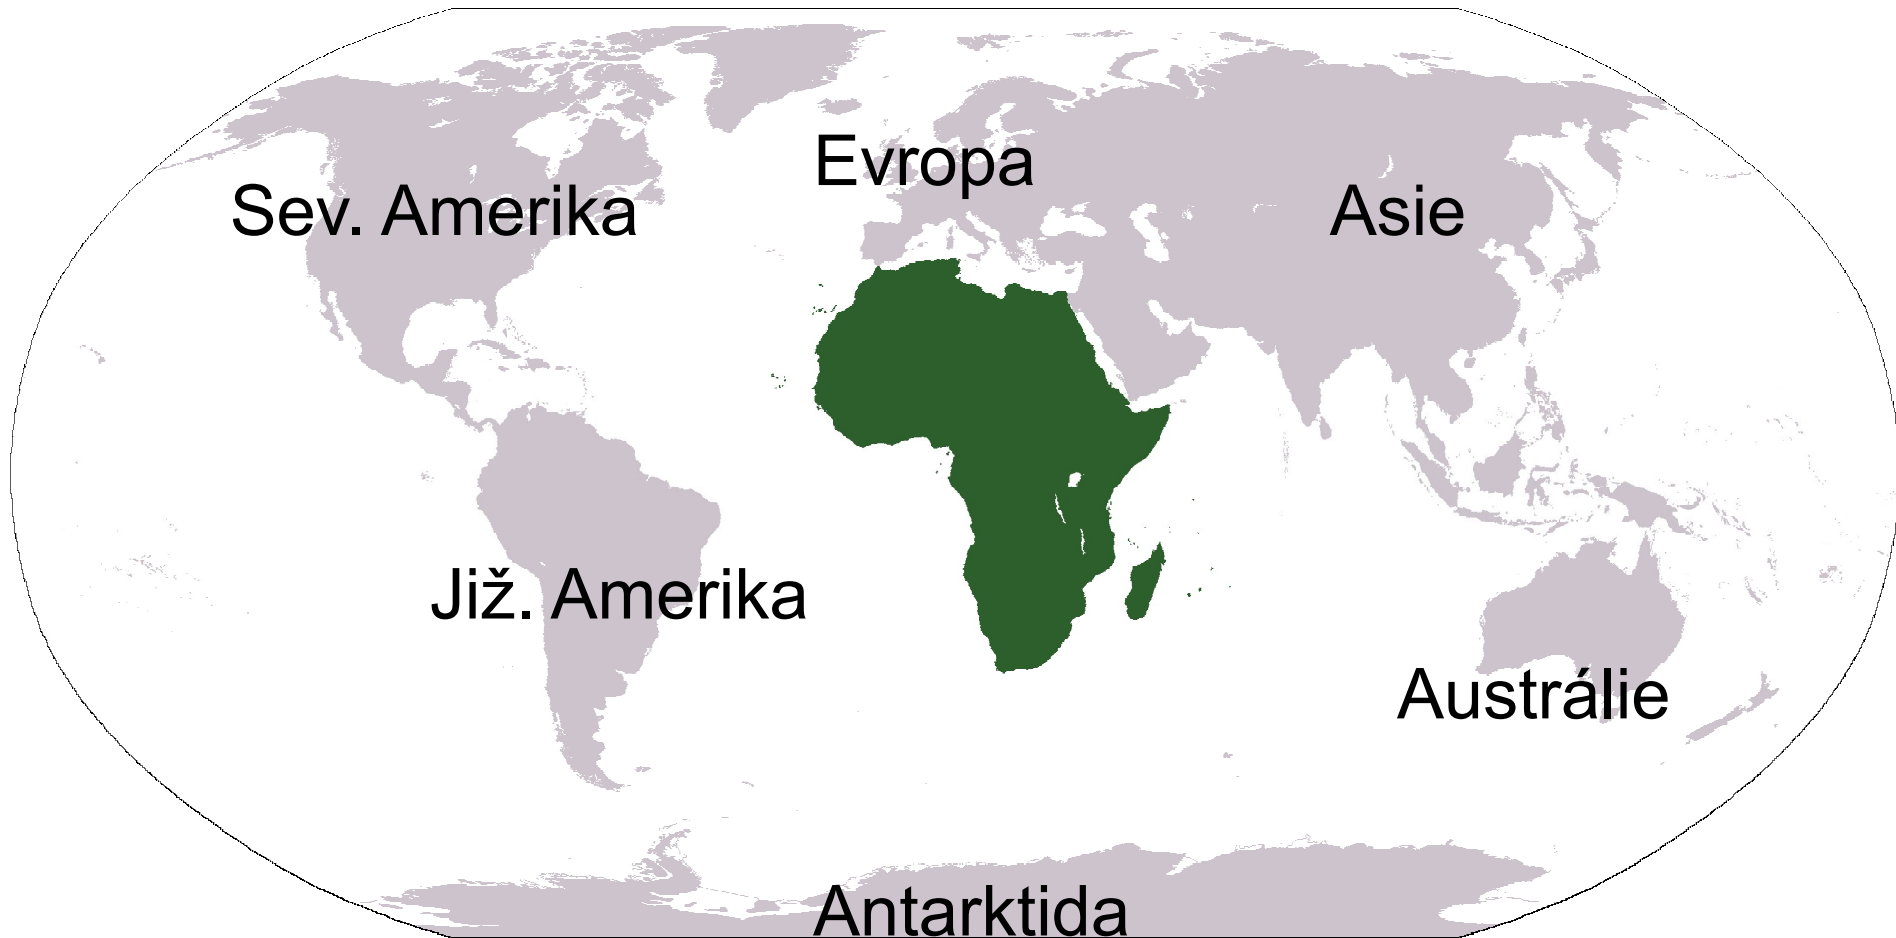 Evropa
Sev. Amerika
Asie
Již. Amerika
Austrálie
Antarktida